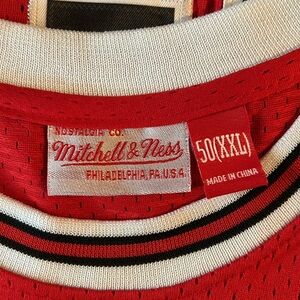 NOSTALGIA CO.
Mitchell & Ness
PHILADELPHIA, PA. U.S.A.
50(XXL)
MADE IN CHINA